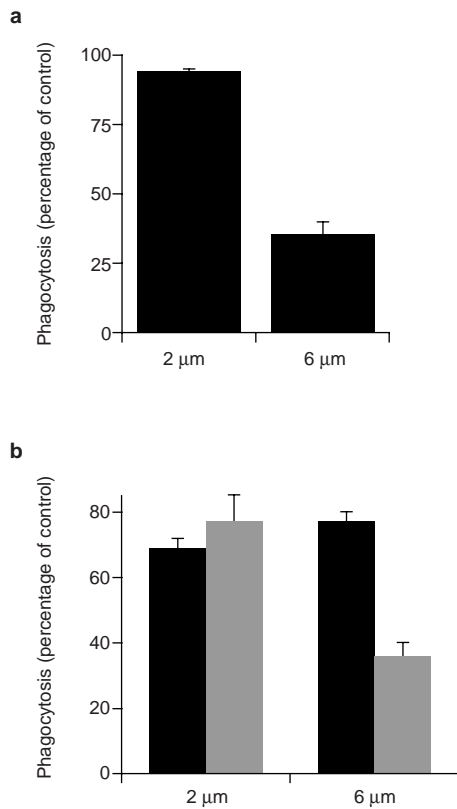 a
Phagocytosis (percentage of control)
100
75
50
25
0
2 μm 6 μm
b
Phagocytosis (percentage of control)
80
60
40
20
0
2 μm 6 μm